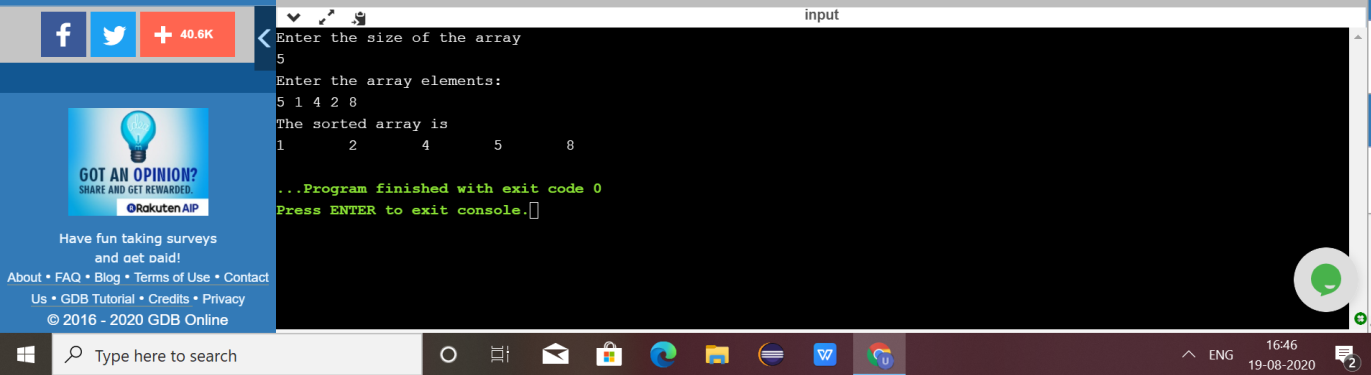 f
40.6K
GOT AN OPINION?
SHARE AND GET REWARDED.
Rakuten AIP
Have fun taking surveys
and get paid!
About • FAQ • Blog • Terms of Use • Contact
Us • GDB Tutorial • Credits • Privacy
© 2016 - 2020 GDB Online
input
Enter the size of the array
5
Enter the array elements:
5 1 4 2 8
The sorted array is
1 2 4 5 8
...Program finished with exit code 0
Press ENTER to exit console.
Type here to search
W
U
ENG
16:46
19-08-2020
2